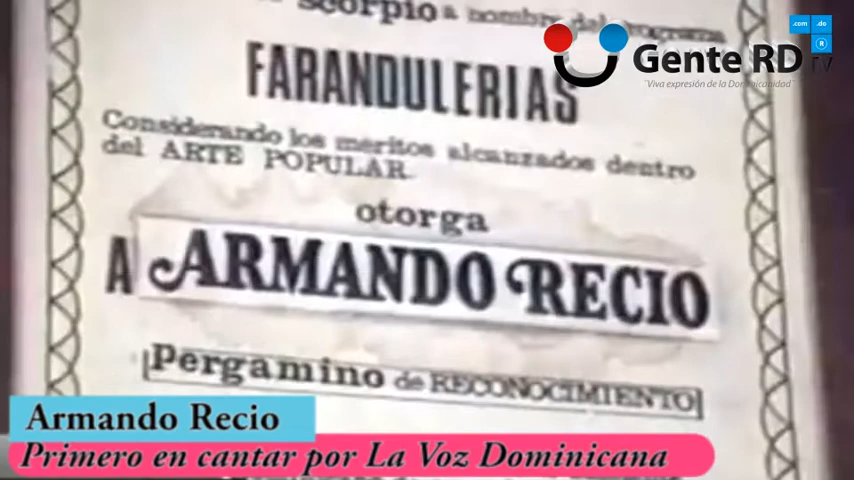 Scorpio a nombre del programa
FARANDULERIAS
Considerando los meritos alcanzados dentro
del ARTE POPULAR.
otorga
A ARMANDO RECIO
Pergamino de RECONOCIMIENTO
Gente RD
TV
.com .do
®
"Viva expresión de la Dominicanidad"
Armando Recio
Primero en cantar por La Voz Dominicana